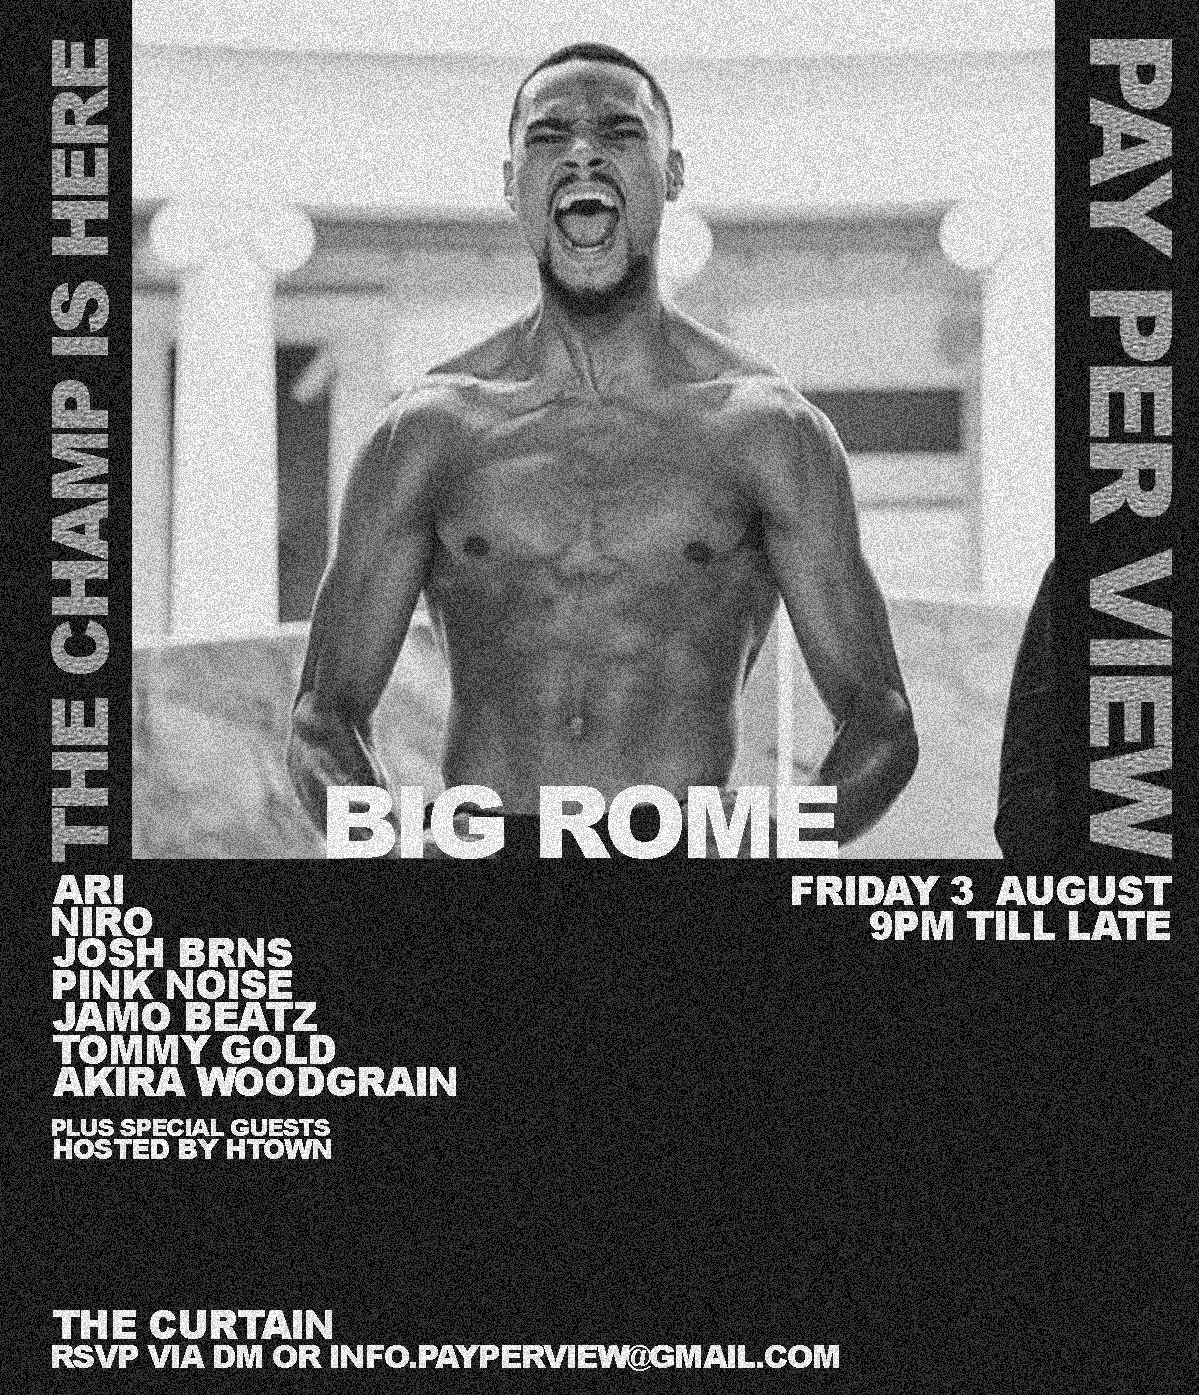 THE CHAMP IS HERE
PAY PER VIEW
BIG ROME
ARI
NIRO
JOSH BRNS
PINK NOISE
JAMO BEATZ
TOMMY GOLD
AKIRA WOODGRAIN
PLUS SPECIAL GUESTS
HOSTED BY HTOWN
FRIDAY 3 AUGUST
9PM TILL LATE
THE CURTAIN
RSVP VIA DM OR INFO.PAYPERVIEW@GMAIL.COM